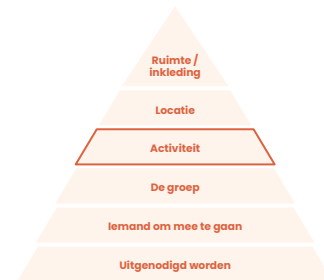 Ruimte /
inkleding
Locatie
Activiteit
De groep
Iemand om mee te gaan
Uitgenodigd worden